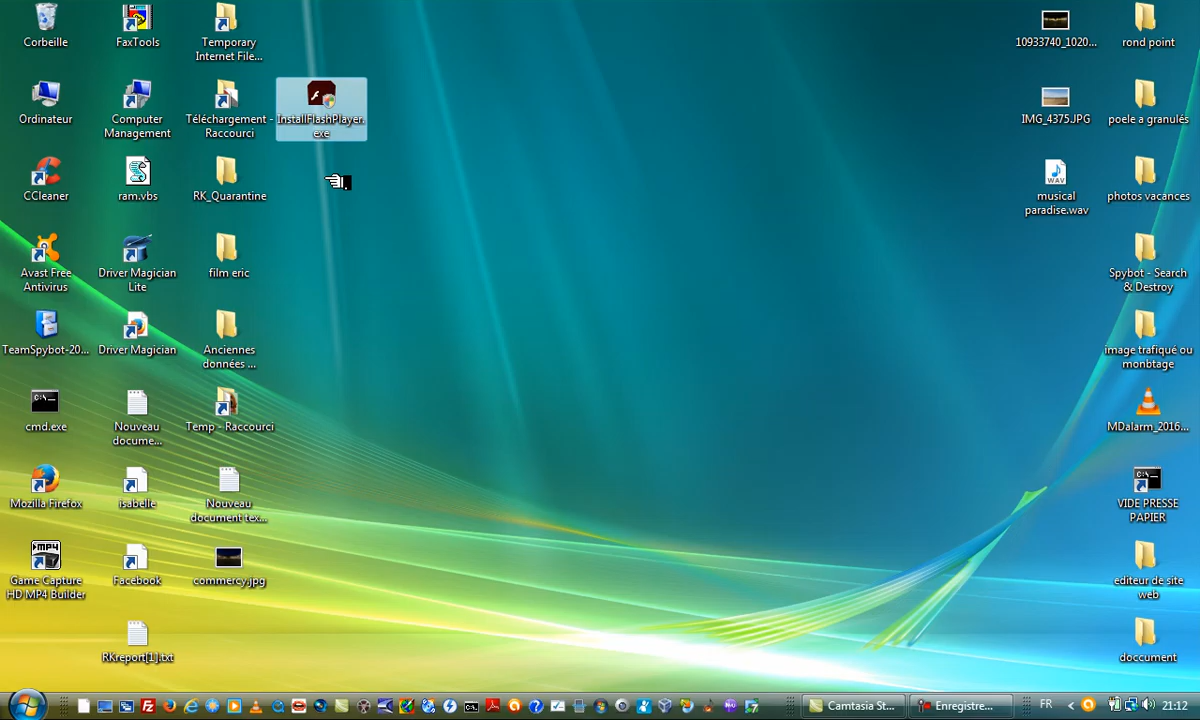 Corbeille
FaxTools
Temporary
Internet File...
10933740_1020...
rond point
Ordinateur
Computer
Management
Téléchargement -
Raccourci
InstallFlashPlayer.
exe
IMG_4375.JPG
poele a granulés
CCleaner
ram.vbs
RK_Quarantine
WAV
musical
paradise.wav
photos vacances
Avast Free
Antivirus
Driver Magician
Lite
film eric
Spybot - Search
& Destroy
TeamSpybot-20...
Driver Magician
Anciennes
données ...
image trafiqué ou
monbtage
C:\-
cmd.exe
Nouveau
docume...
Temp - Raccourci
MDalarm_2016...
Mozilla Firefox
isabelle
Nouveau
document tex...
C:\-
VIDE PRESSE
PAPIER
MP4
Game Capture
HD MP4 Builder
Facebook
commercy.jpg
editeur de site
web
RKreport[1].txt
doccument
Camtasia St...
Enregistre...
FR
21:12